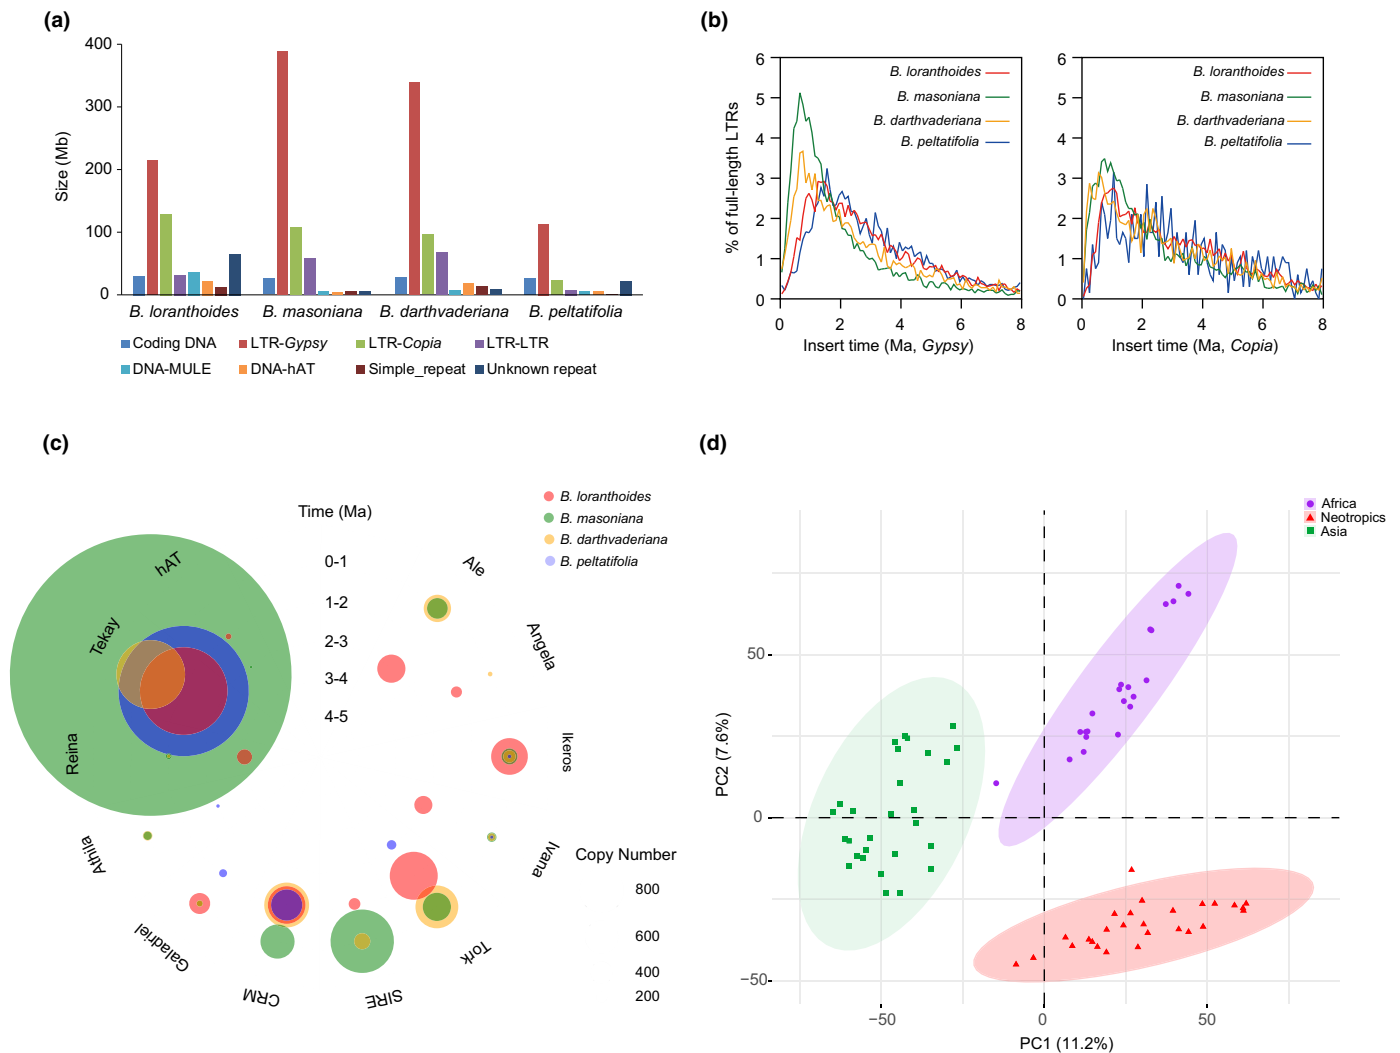 (a)
400
300
200
100
0
Size (Mb)
B. loranthoides
B. masoniana
B. darthvaderiana
B. peltatifolia
Coding DNA
LTR-Gypsy
LTR-Copia
LTR-LTR
DNA-MULE
DNA-hAT
Simple_repeat
Unknown repeat
(b)
6
5
4
3
2
1
0
% of full-length LTRs
B. loranthoides
B. masoniana
B. darthvaderiana
B. peltatifolia
0
2
4
6
8
Insert time (Ma, Gypsy)
6
5
4
3
2
1
0
B. loranthoides
B. masoniana
B. darthvaderiana
B. peltatifolia
0
2
4
6
8
Insert time (Ma, Copia)
(c)
B. loranthoides
B. masoniana
B. darthvaderiana
B. peltatifolia
Time (Ma)
0-1
1-2
2-3
3-4
4-5
hAT
Ale
Tekay
Angela
Reina
Ikeros
Athila
Ivana
Galadriel
Tork
CRM
SIRE
Copy Number
800
600
400
200
(d)
Africa
Neotropics
Asia
50
0
−50
PC2 (7.6%)
−50
0
50
PC1 (11.2%)